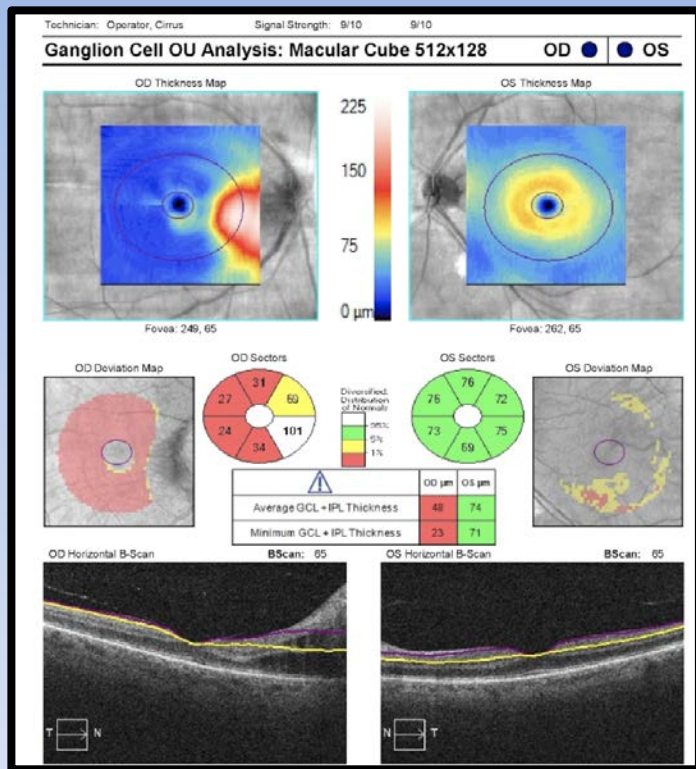 Technician: Operator, Cirrus Signal Strength: 9/10 9/10
Ganglion Cell OU Analysis: Macular Cube 512x128 OD OS
OD Thickness Map OS Thickness Map
225
150
75
0 µm
Fovea: 249, 65 Fovea: 262, 65
OD Deviation Map OD Sectors OS Sectors OS Deviation Map
Diversified:
Distribution
of Normals
95%
5%
1%
31
27 59
24 101
34
76
75 72
73 75
69
OD µm OS µm
Average GCL + IPL Thickness 48 74
Minimum GCL + IPL Thickness 23 71
OD Horizontal B-Scan BScan: 65 OS Horizontal B-Scan BScan: 65
T N N T